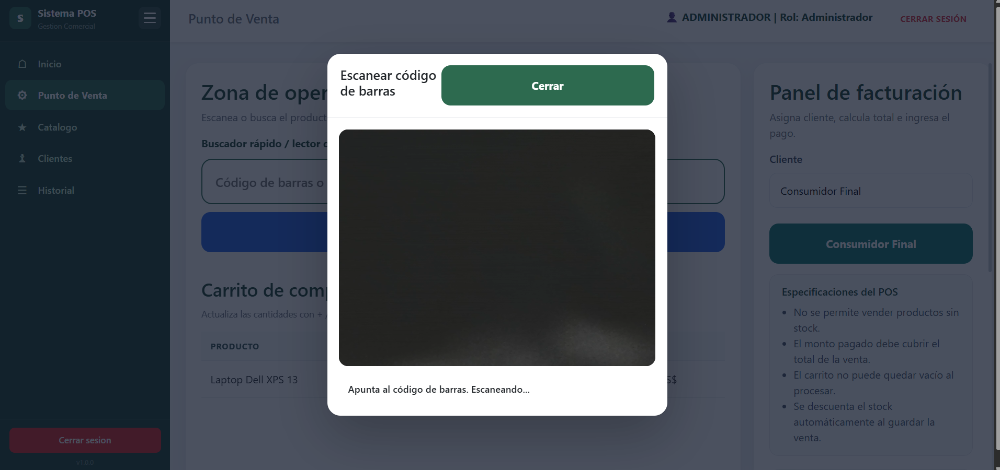 S
Sistema POS
Gestion Comercial
Inicio
Punto de Venta
Catalogo
Clientes
Historial
Cerrar sesion
v1.0.0
Punto de Venta
ADMINISTRADOR | Rol: Administrador
CERRAR SESIÓN
Zona de oper
Escanea o busca el product
Buscador rápido / lector
Código de barras o
Carrito de com
Actualiza las cantidades con +
PRODUCTO
Laptop Dell XPS 13
S$
Escanear código
de barras
Cerrar
Apunta al código de barras. Escaneando...
Panel de facturación
Asigna cliente, calcula total e ingresa el
pago.
Cliente
Consumidor Final
Consumidor Final
Especificaciones del POS
No se permite vender productos sin
stock.
El monto pagado debe cubrir el
total de la venta.
El carrito no puede quedar vacío al
procesar.
Se descuenta el stock
automáticamente al guardar la
venta.